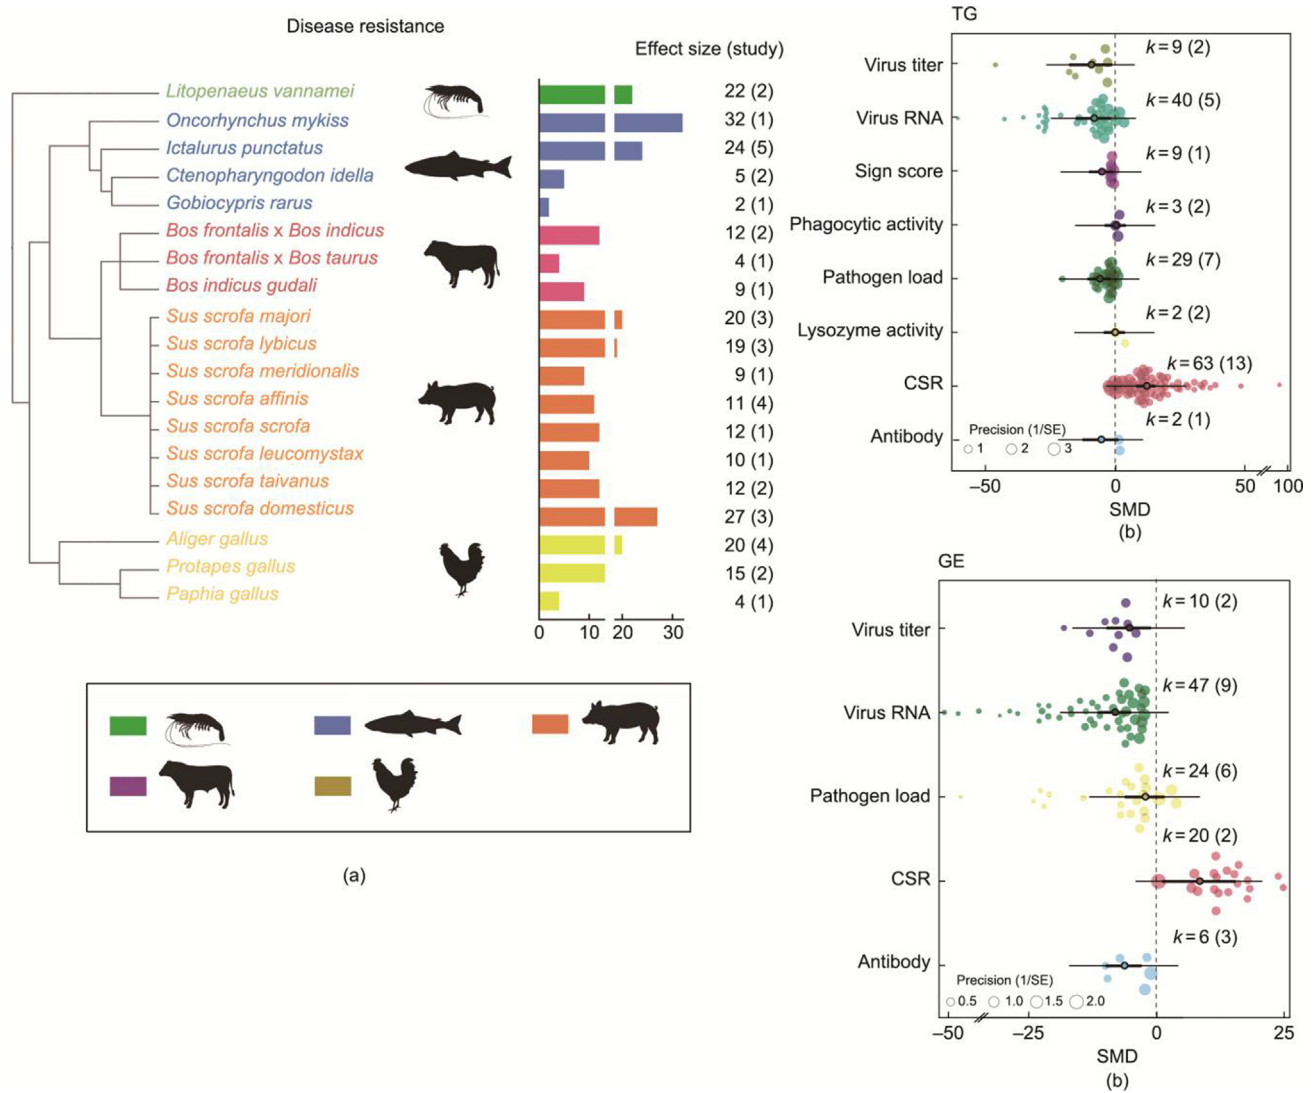 Disease resistance
Effect size (study)
Litopenaeus vannamei 22 (2)
Oncorhynchus mykiss 32 (1)
Ictalurus punctatus 24 (5)
Ctenopharyngodon idella 5 (2)
Gobiocypris rarus 2 (1)
Bos frontalis x Bos indicus 12 (2)
Bos frontalis x Bos taurus 4 (1)
Bos indicus gudali 9 (1)
Sus scrofa majori 20 (3)
Sus scrofa lybicus 19 (3)
Sus scrofa meridionalis 9 (1)
Sus scrofa affinis 11 (4)
Sus scrofa scrofa 12 (1)
Sus scrofa leucomystax 10 (1)
Sus scrofa taivanus 12 (2)
Sus scrofa domesticus 27 (3)
Aliger gallus 20 (4)
Protapes gallus 15 (2)
Paphia gallus 4 (1)
0 10 20 30
(a)
TG
Virus titer k=9 (2)
Virus RNA k=40 (5)
Sign score k=9 (1)
Phagocytic activity k=3 (2)
Pathogen load k=29 (7)
Lysozyme activity k=2 (2)
CSR k=63 (13)
Antibody k=2 (1)
Precision (1/SE)
1 2 3
–50 0 50 100
SMD
(b)
GE
Virus titer k=10 (2)
Virus RNA k=47 (9)
Pathogen load k=24 (6)
CSR k=20 (2)
Antibody k=6 (3)
Precision (1/SE)
0.5 1.0 1.5 2.0
–50 –25 0 25
SMD
(b)